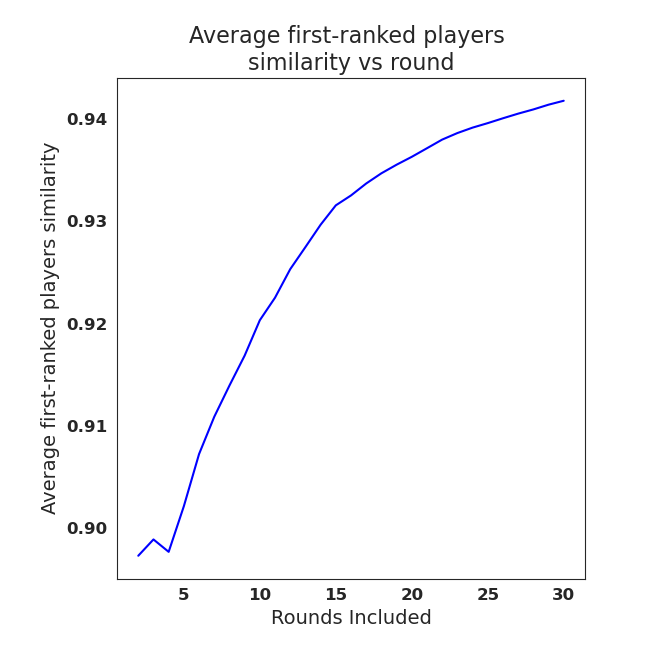 Average first-ranked players
similarity vs round
Average first-ranked players similarity
0.94
0.93
0.92
0.91
0.90
5 10 15 20 25 30
Rounds Included